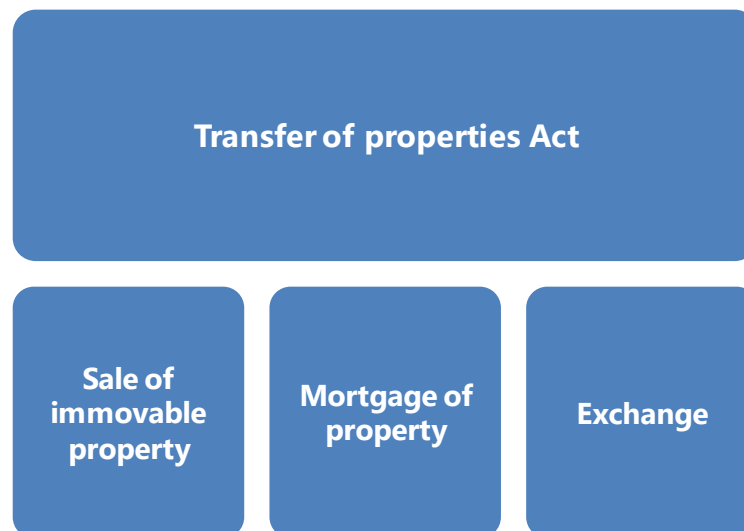 Transfer of properties Act
Sale of
immovable
property
Mortgage of
property
Exchange